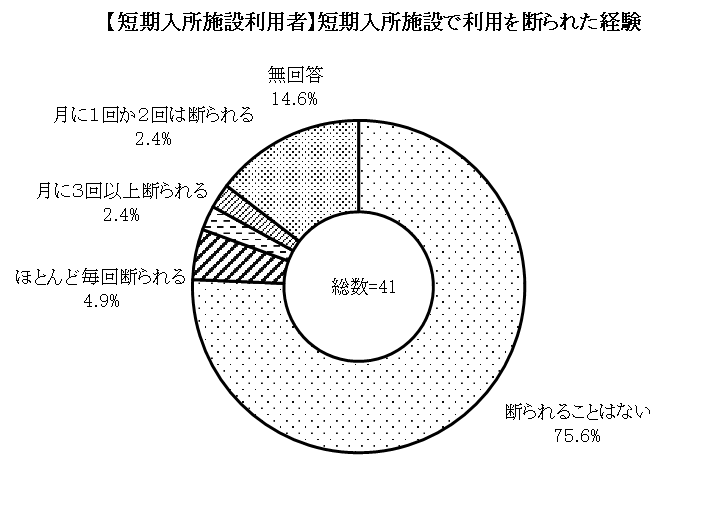 【短期入所施設利用者】短期入所施設で利用を断られた経験
無回答
14.6%
月に１回か２回は断られる
2.4%
月に３回以上断られる
2.4%
ほとんど毎回断られる
4.9%
総数=41
断られることはない
75.6%